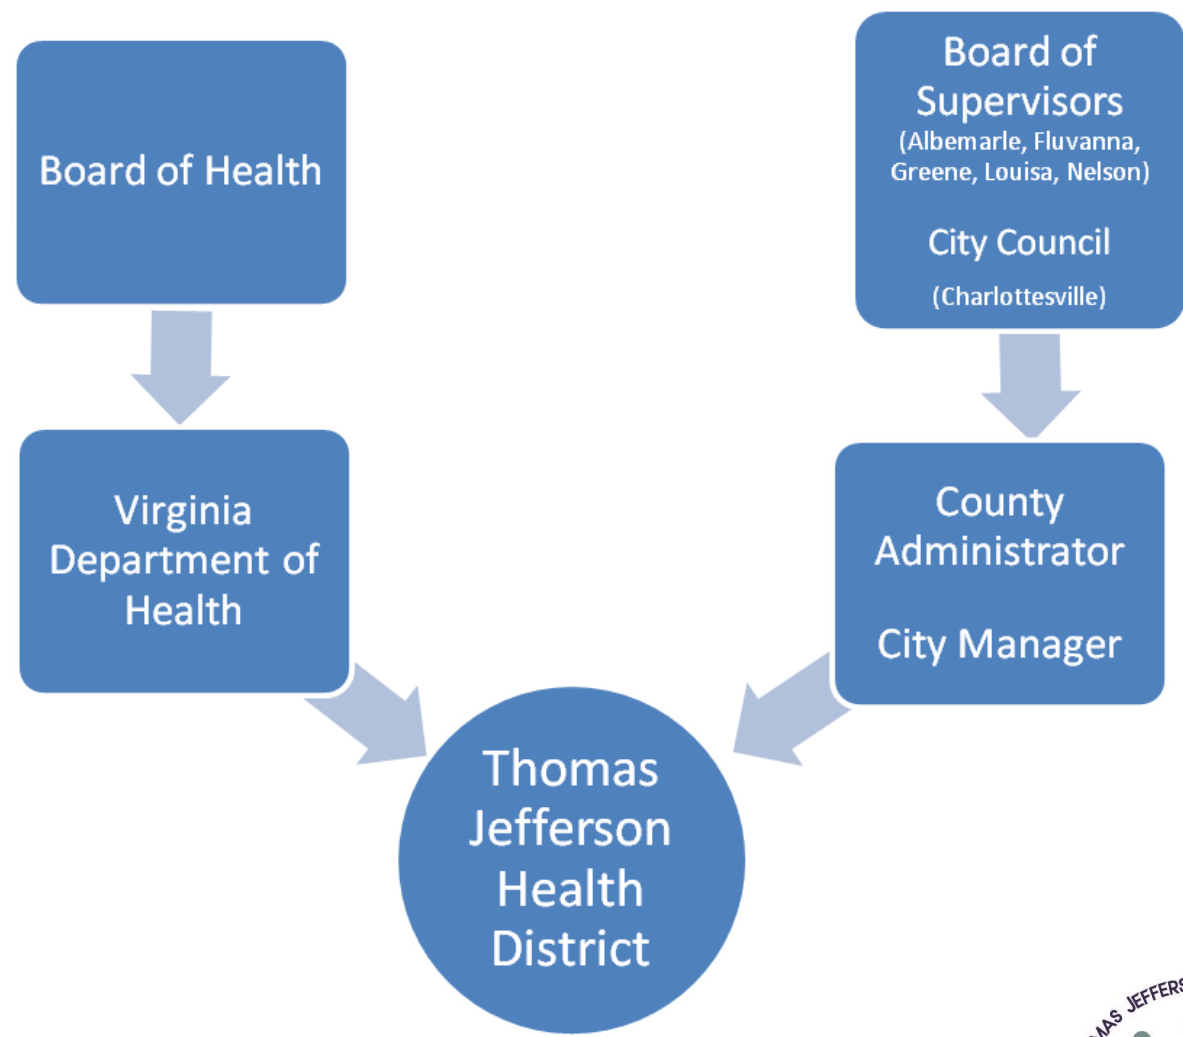 Board of Health
Board of
Supervisors
(Albemarle, Fluvanna,
Greene, Louisa, Nelson)
City Council
(Charlottesville)
Virginia
Department of
Health
County
Administrator
City Manager
Thomas
Jefferson
Health
District